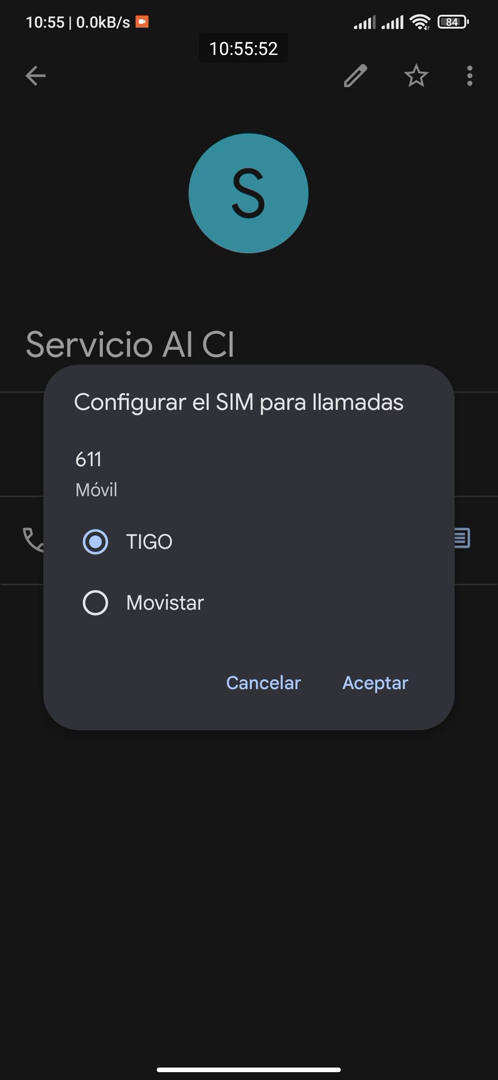 10:55 | 0.0kB/s
84
10:55:52
S
Servicio Al Cl
Configurar el SIM para llamadas
611
Móvil
TIGO
Movistar
Cancelar
Aceptar